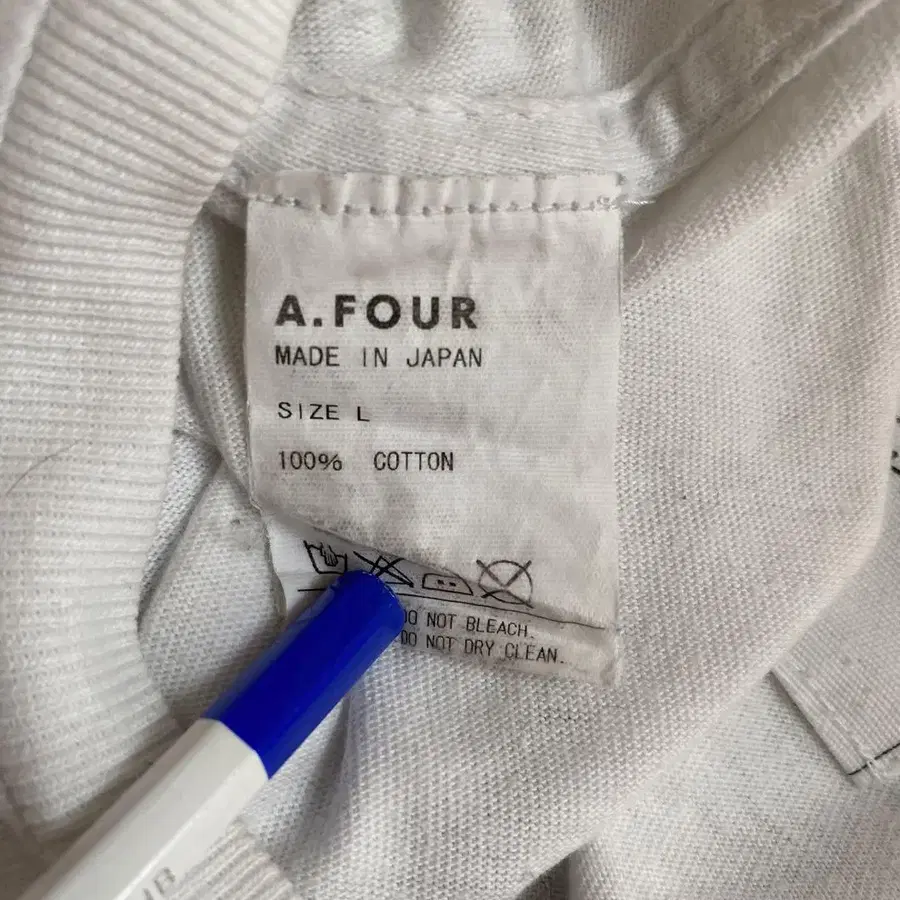 A.FOUR
MADE IN JAPAN
SIZE L
100% COTTON
DO NOT BLEACH.
DO NOT DRY CLEAN.